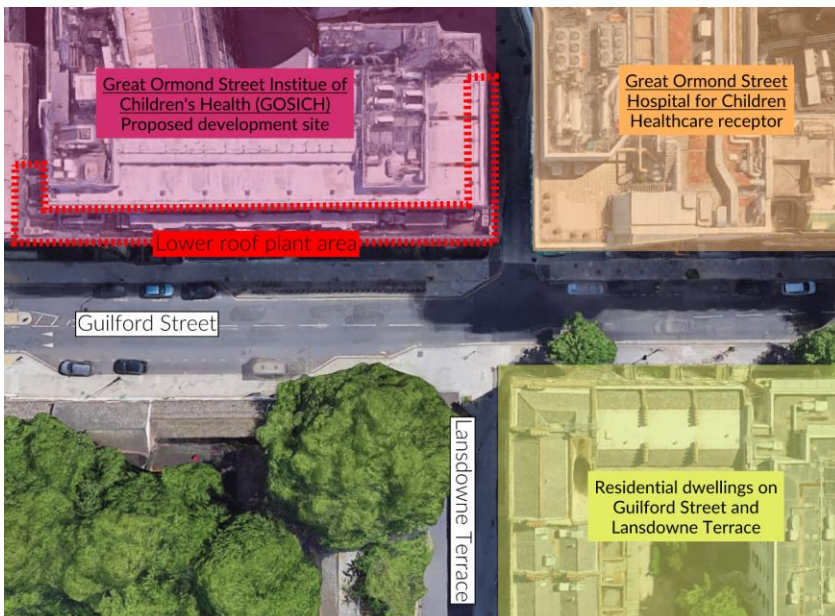 Great Ormond Street Institue of
Children's Health (GOSICH)
Proposed development site
Great Ormond Street
Hospital for Children
Healthcare receptor
Lower roof plant area
Guilford Street
Lansdowne Terrace
Residential dwellings on
Guilford Street and
Lansdowne Terrace